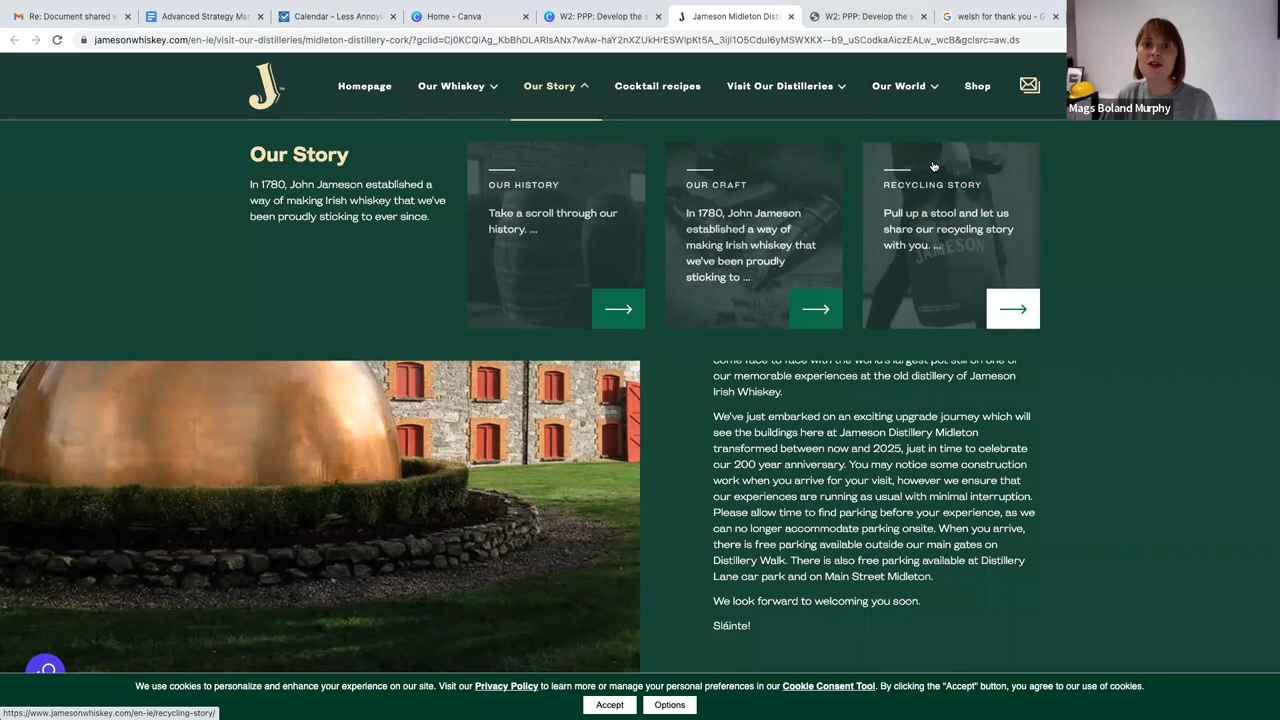 Re: Document shared w
Advanced Strategy Mar
Calendar - Less Annoyi
Home - Canva
W2: PPP: Develop the s
Jameson Midleton Disti
W2: PPP: Develop the s
welsh for thank you - G
jamesonwhiskey.com/en-ie/visit-our-distilleries/midleton-distillery-cork/?gclid=Cj0KCQiAg_KbBhDLARIsANx7wAw-haY2nXZUkHrESWIpKt5A_3ijI1O5CduI6yMSWXKX--b9_uSCodkaAiczEALw_wcB&gclsrc=aw.ds
Mags Boland Murphy
J
Homepage
Our Whiskey
Our Story
Cocktail recipes
Visit Our Distilleries
Our World
Shop
Our Story
In 1780, John Jameson established a
way of making Irish whiskey that we've
been proudly sticking to ever since.
OUR HISTORY
Take a scroll through our
history. ...
OUR CRAFT
In 1780, John Jameson
established a way of
making Irish whiskey that
we've been proudly
sticking to ...
RECYCLING STORY
Pull up a stool and let us
share our recycling story
with you. ...
JAMESON
come face to face with the world's largest pot still on one of
our memorable experiences at the old distillery of Jameson
Irish Whiskey.
We've just embarked on an exciting upgrade journey which will
see the buildings here at Jameson Distillery Midleton
transformed between now and 2025, just in time to celebrate
our 200 year anniversary. You may notice some construction
work when you arrive for your visit, however we ensure that
our experiences are running as usual with minimal interruption.
Please allow time to find parking before your experience, as we
can no longer accommodate parking onsite. When you arrive,
there is free parking available outside our main gates on
Distillery Walk. There is also free parking available at Distillery
Lane car park and on Main Street Midleton.
We look forward to welcoming you soon.
Sláinte!
We use cookies to personalize and enhance your experience on our site. Visit our Privacy Policy to learn more or manage your personal preferences in our Cookie Consent Tool. By clicking the "Accept" button, you agree to our use of cookies.
Accept
Options
https://www.jamesonwhiskey.com/en-ie/recycling-story/